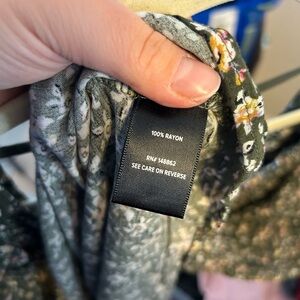 100% RAYON
RN# 148862
SEE CARE ON REVERSE